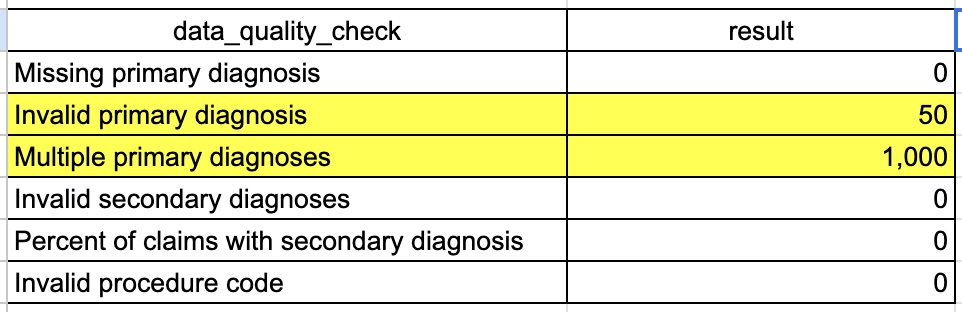 data_quality_check result
Missing primary diagnosis 0
Invalid primary diagnosis 50
Multiple primary diagnoses 1,000
Invalid secondary diagnoses 0
Percent of claims with secondary diagnosis 0
Invalid procedure code 0